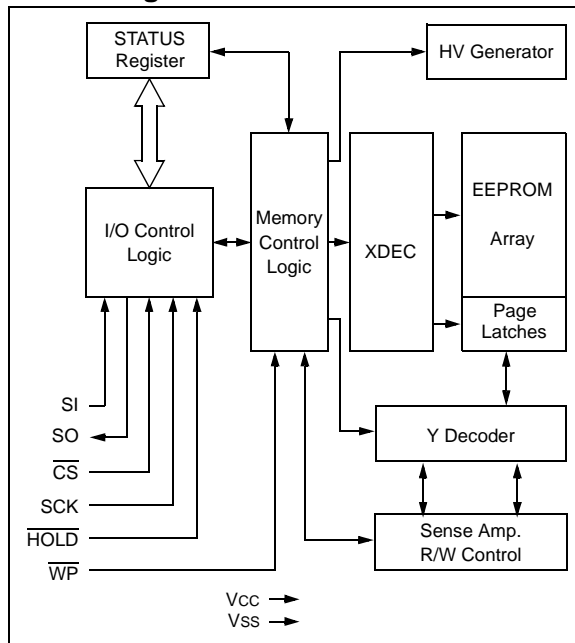 STATUS
Register
HV Generator
I/O Control
Logic
Memory
Control
Logic
XDEC
EEPROM
Array
Page
Latches
SI
SO
CS
SCK
HOLD
WP
Y Decoder
Sense Amp.
R/W Control
VCC
VSS